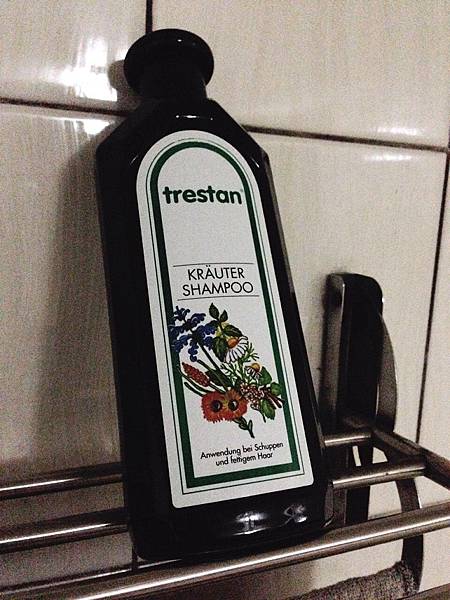 trestan®
KRÄUTER
SHAMPOO
Anwendung bei Schuppen
und fettigem Haar